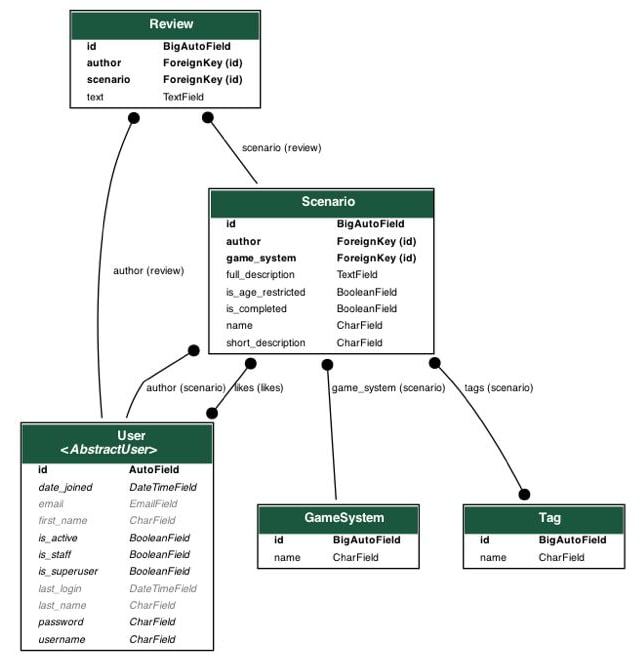 Review
id BigAutoField
author ForeignKey (id)
scenario ForeignKey (id)
text TextField
scenario (review)
Scenario
id BigAutoField
author ForeignKey (id)
game_system ForeignKey (id)
full_description TextField
is_age_restricted BooleanField
is_completed BooleanField
name CharField
short_description CharField
author (review)
author (scenario) likes (likes) game_system (scenario) tags (scenario)
User
<AbstractUser>
id AutoField
date_joined DateTimeField
email EmailField
first_name CharField
is_active BooleanField
is_staff BooleanField
is_superuser BooleanField
last_login DateTimeField
last_name CharField
password CharField
username CharField
GameSystem
id BigAutoField
name CharField
Tag
id BigAutoField
name CharField